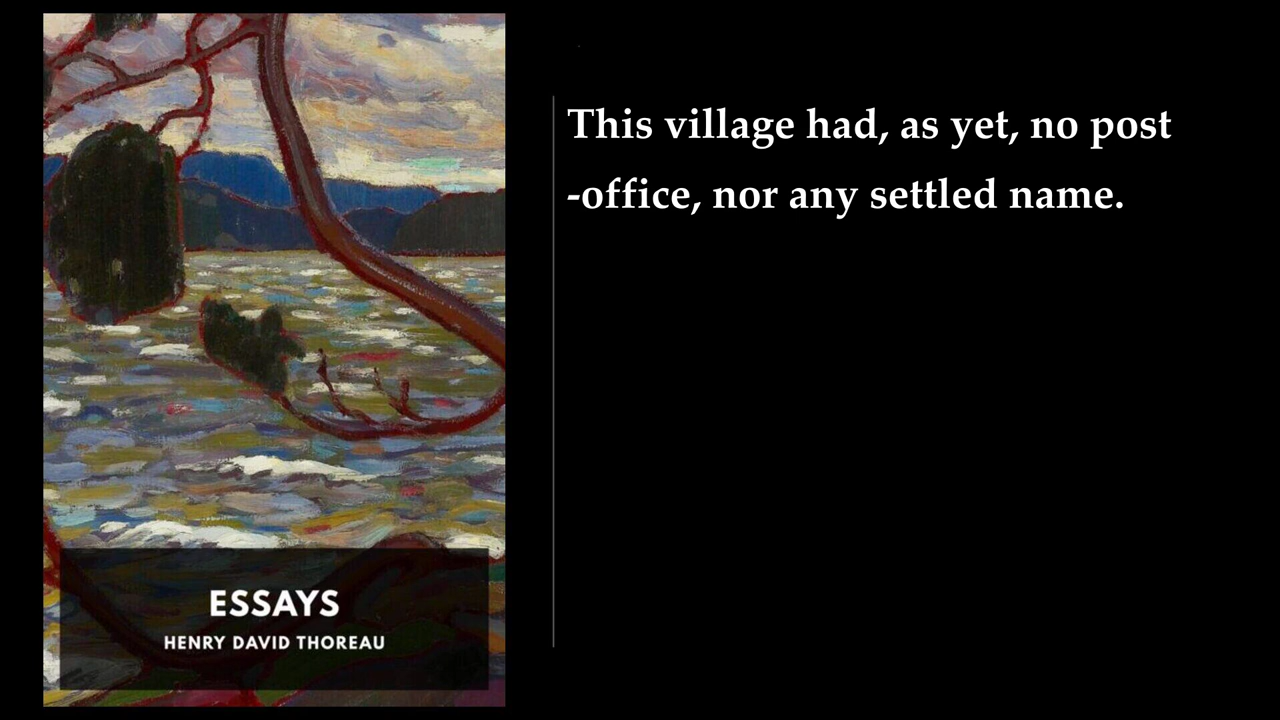 This village had, as yet, no post
-office, nor any settled name.
ESSAYS
HENRY DAVID THOREAU